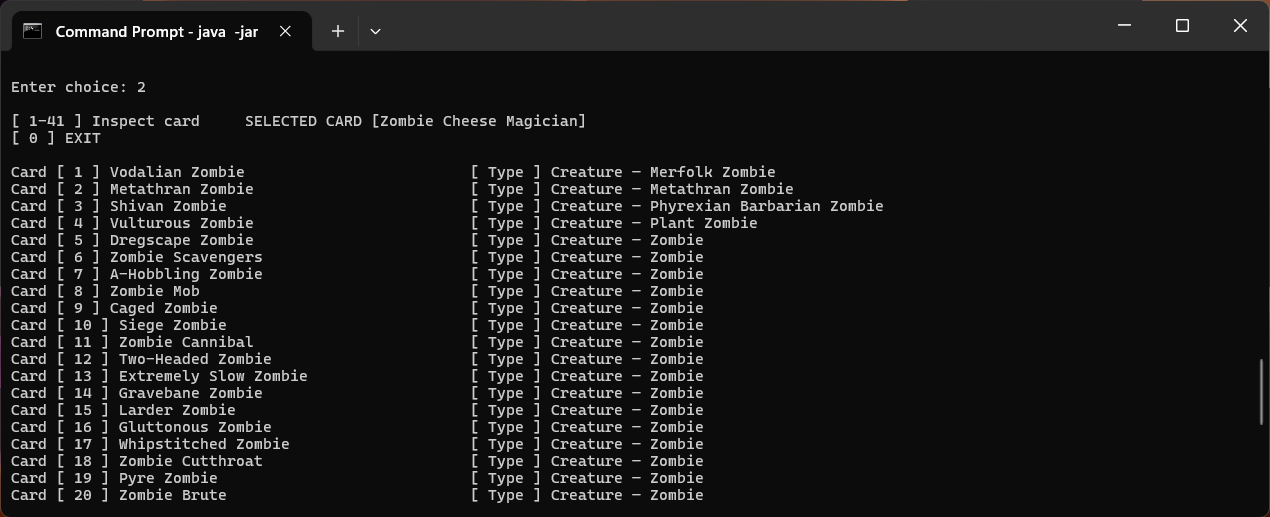 Command Prompt - java  -jar
Enter choice: 2
[ 1-41 ] Inspect card     SELECTED CARD [Zombie Cheese Magician]
[ 0 ] EXIT
Card [ 1 ] Vodalian Zombie                         [ Type ] Creature — Merfolk Zombie
Card [ 2 ] Metathran Zombie                        [ Type ] Creature — Metathran Zombie
Card [ 3 ] Shivan Zombie                           [ Type ] Creature — Phyrexian Barbarian Zombie
Card [ 4 ] Vulturous Zombie                        [ Type ] Creature — Plant Zombie
Card [ 5 ] Dregscape Zombie                        [ Type ] Creature — Zombie
Card [ 6 ] Zombie Scavengers                       [ Type ] Creature — Zombie
Card [ 7 ] A-Hobbling Zombie                       [ Type ] Creature — Zombie
Card [ 8 ] Zombie Mob                              [ Type ] Creature — Zombie
Card [ 9 ] Caged Zombie                            [ Type ] Creature — Zombie
Card [ 10 ] Siege Zombie                           [ Type ] Creature — Zombie
Card [ 11 ] Zombie Cannibal                        [ Type ] Creature — Zombie
Card [ 12 ] Two-Headed Zombie                      [ Type ] Creature — Zombie
Card [ 13 ] Extremely Slow Zombie                  [ Type ] Creature — Zombie
Card [ 14 ] Gravebane Zombie                       [ Type ] Creature — Zombie
Card [ 15 ] Larder Zombie                          [ Type ] Creature — Zombie
Card [ 16 ] Gluttonous Zombie                      [ Type ] Creature — Zombie
Card [ 17 ] Whipstitched Zombie                    [ Type ] Creature — Zombie
Card [ 18 ] Zombie Cutthroat                       [ Type ] Creature — Zombie
Card [ 19 ] Pyre Zombie                            [ Type ] Creature — Zombie
Card [ 20 ] Zombie Brute                           [ Type ] Creature — Zombie